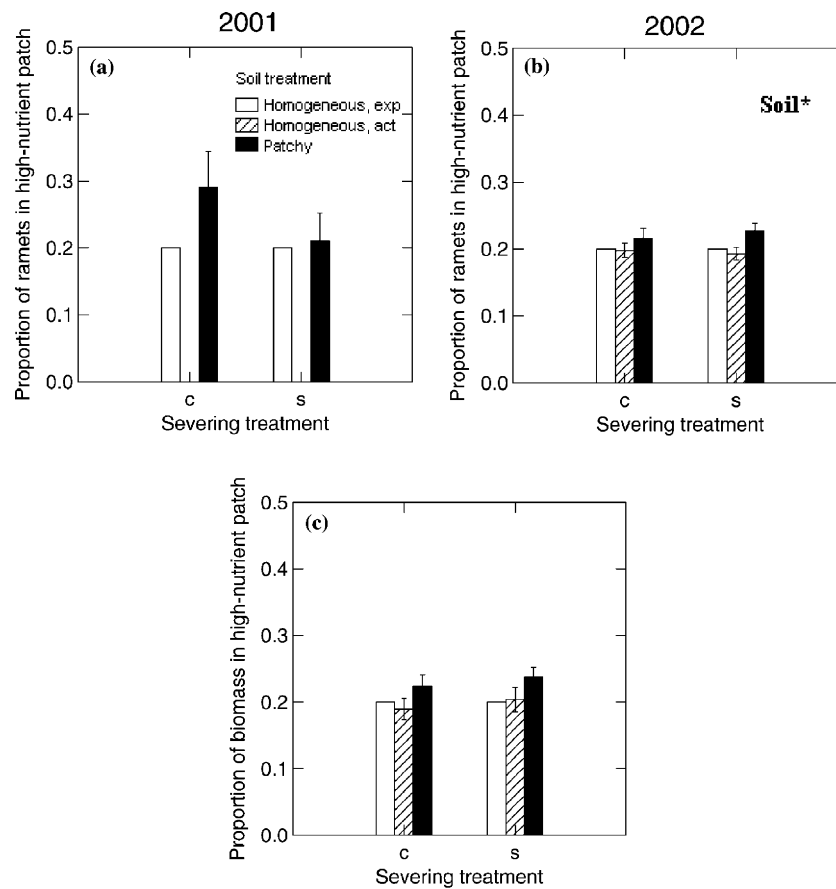 2001
(a)
Soil treatment
Homogeneous, exp
Homogeneous, act
Patchy
0.5
0.4
0.3
0.2
0.1
0.0
Proportion of ramets in high-nutrient patch
c s
Severing treatment
2002
(b)
Soil*
0.5
0.4
0.3
0.2
0.1
0.0
Proportion of ramets in high-nutrient patch
c s
Severing treatment
(c)
0.5
0.4
0.3
0.2
0.1
0.0
Proportion of biomass in high-nutrient patch
c s
Severing treatment